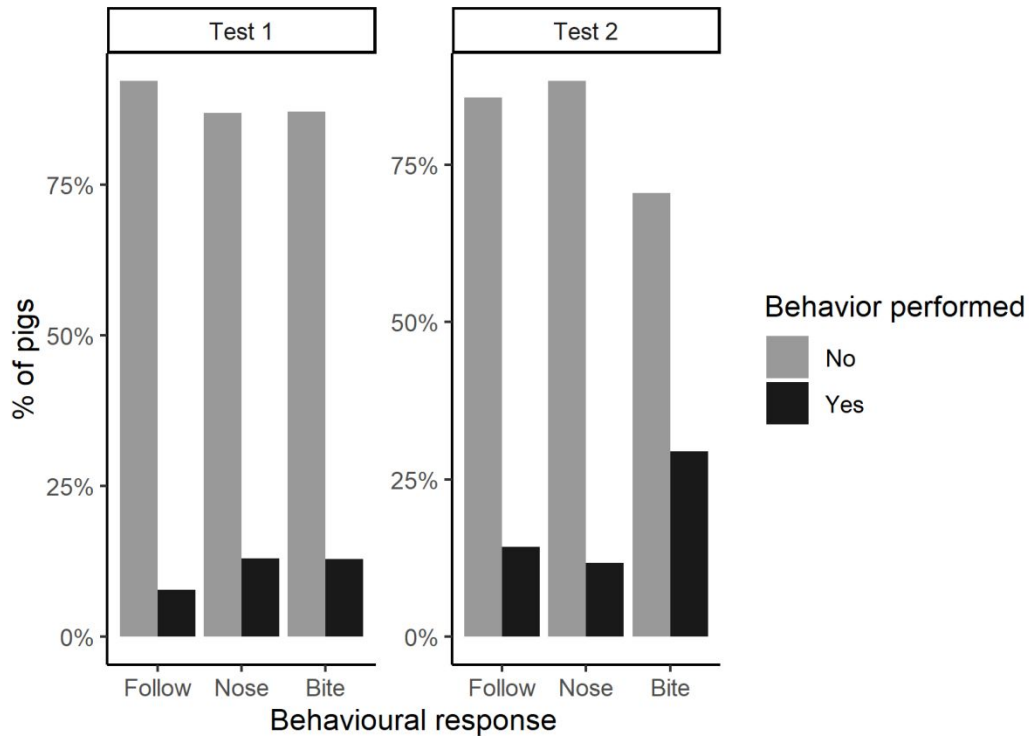 Test 1
Test 2
% of pigs
75%
50%
25%
0%
75%
50%
25%
0%
Follow Nose Bite
Follow Nose Bite
Behavioural response
Behavior performed
No
Yes